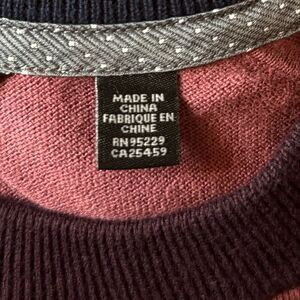 MADE IN
CHINA
FABRIQUE EN
CHINE
RN95229
CA25459